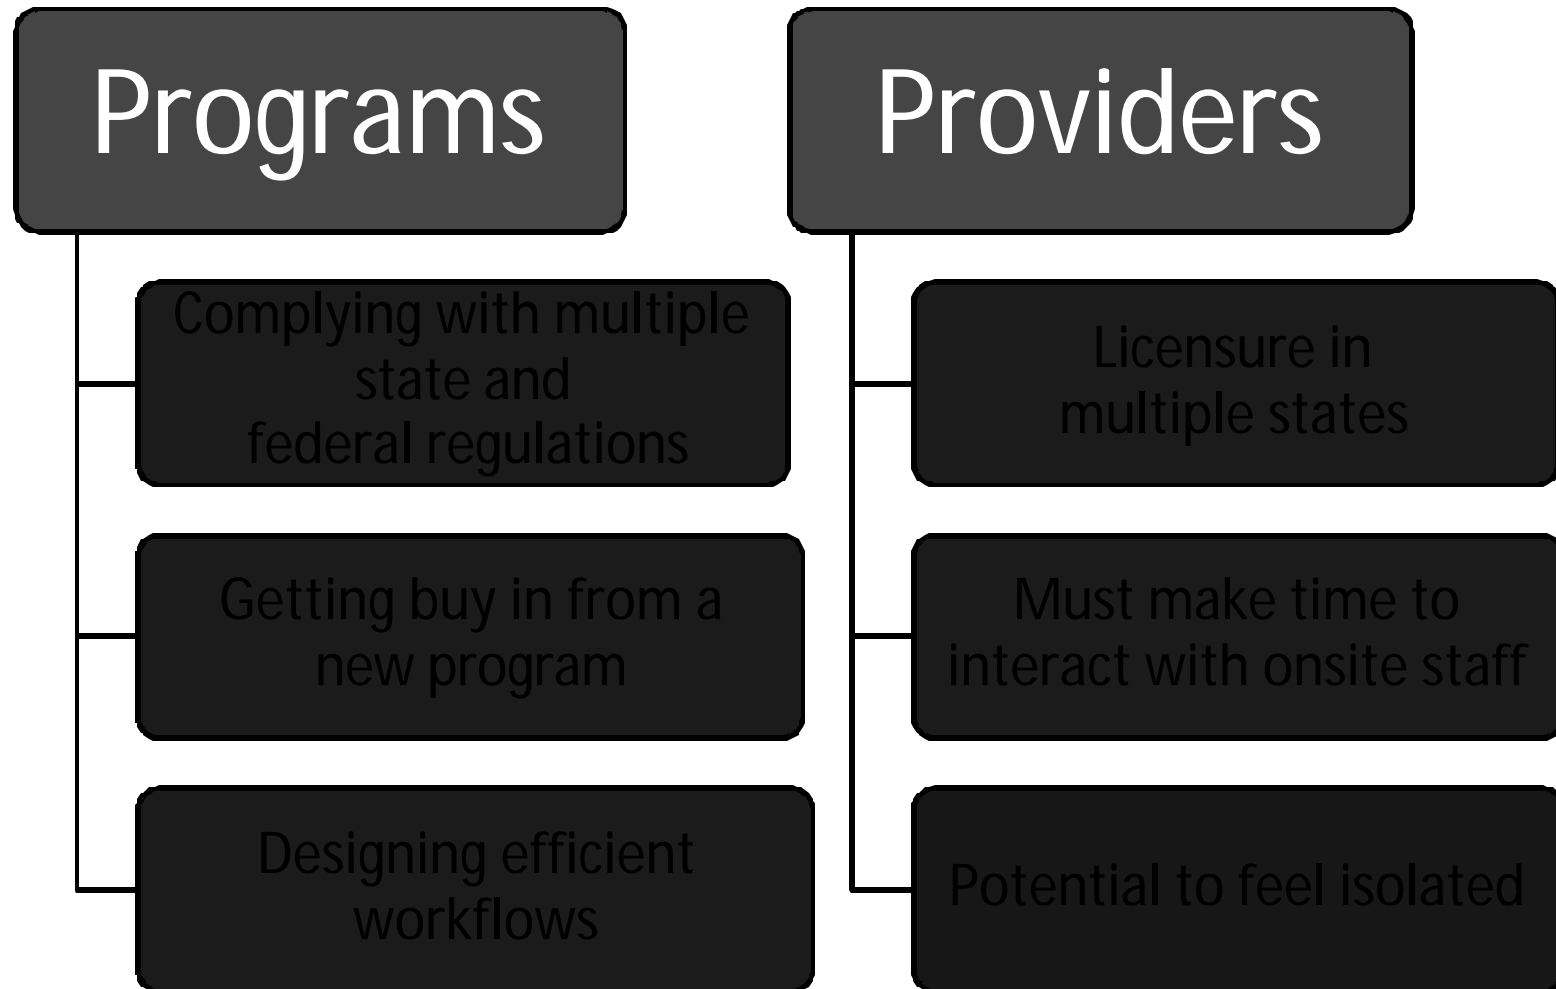 Programs
Complying with multiple
state and
federal regulations
Getting buy in from a
new program
Designing efficient
workflows
Providers
Licensure in
multiple states
Must make time to
interact with onsite staff
Potential to feel isolated